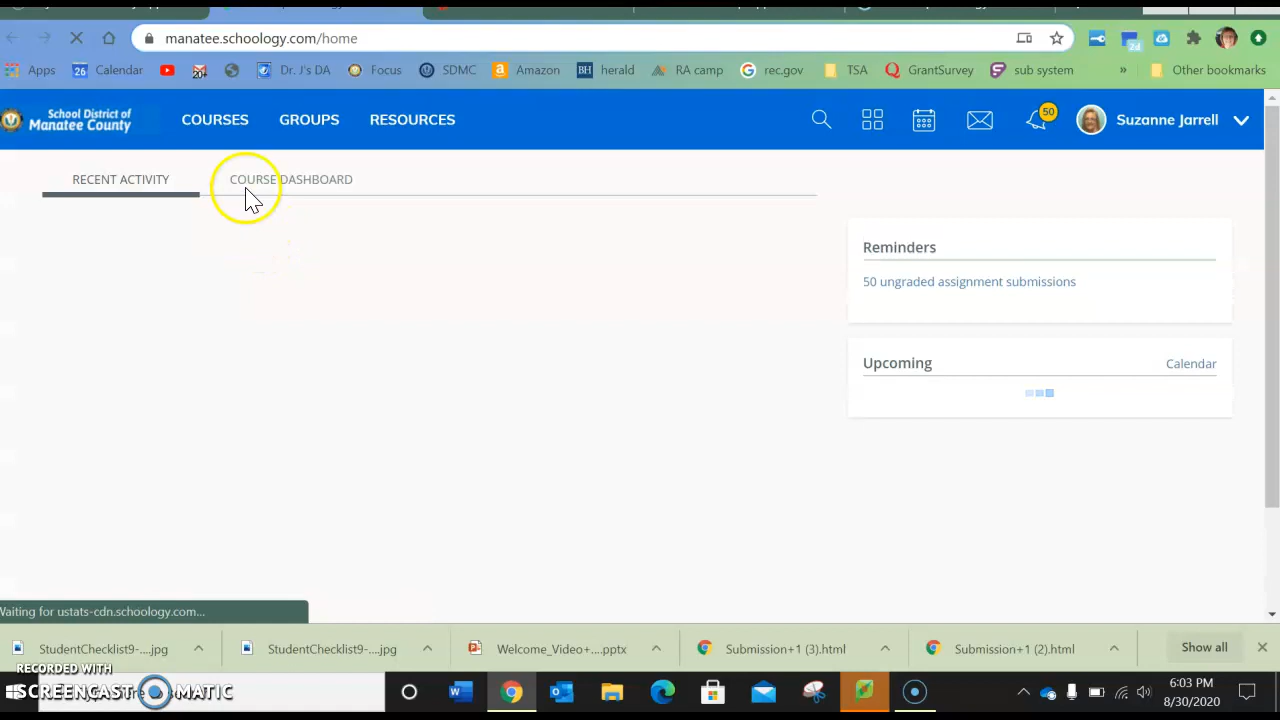 manatee.schoology.com/home
Apps
26 Calendar
Dr. J's DA
Focus
SDMC
Amazon
BH herald
RA camp
rec.gov
TSA
GrantSurvey
sub system
»
Other bookmarks
School District of
Manatee County
COURSES GROUPS RESOURCES
50
Suzanne Jarrell
RECENT ACTIVITY COURSE DASHBOARD
Reminders
50 ungraded assignment submissions
Upcoming Calendar
Waiting for ustats-cdn.schoology.com...
StudentChecklist9-....jpg
StudentChecklist9-....jpg
Welcome_Video+....pptx
Submission+1 (3).html
Submission+1 (2).html
Show all
RECORDED WITH
SCREENCAST MATIC
6:03 PM
8/30/2020